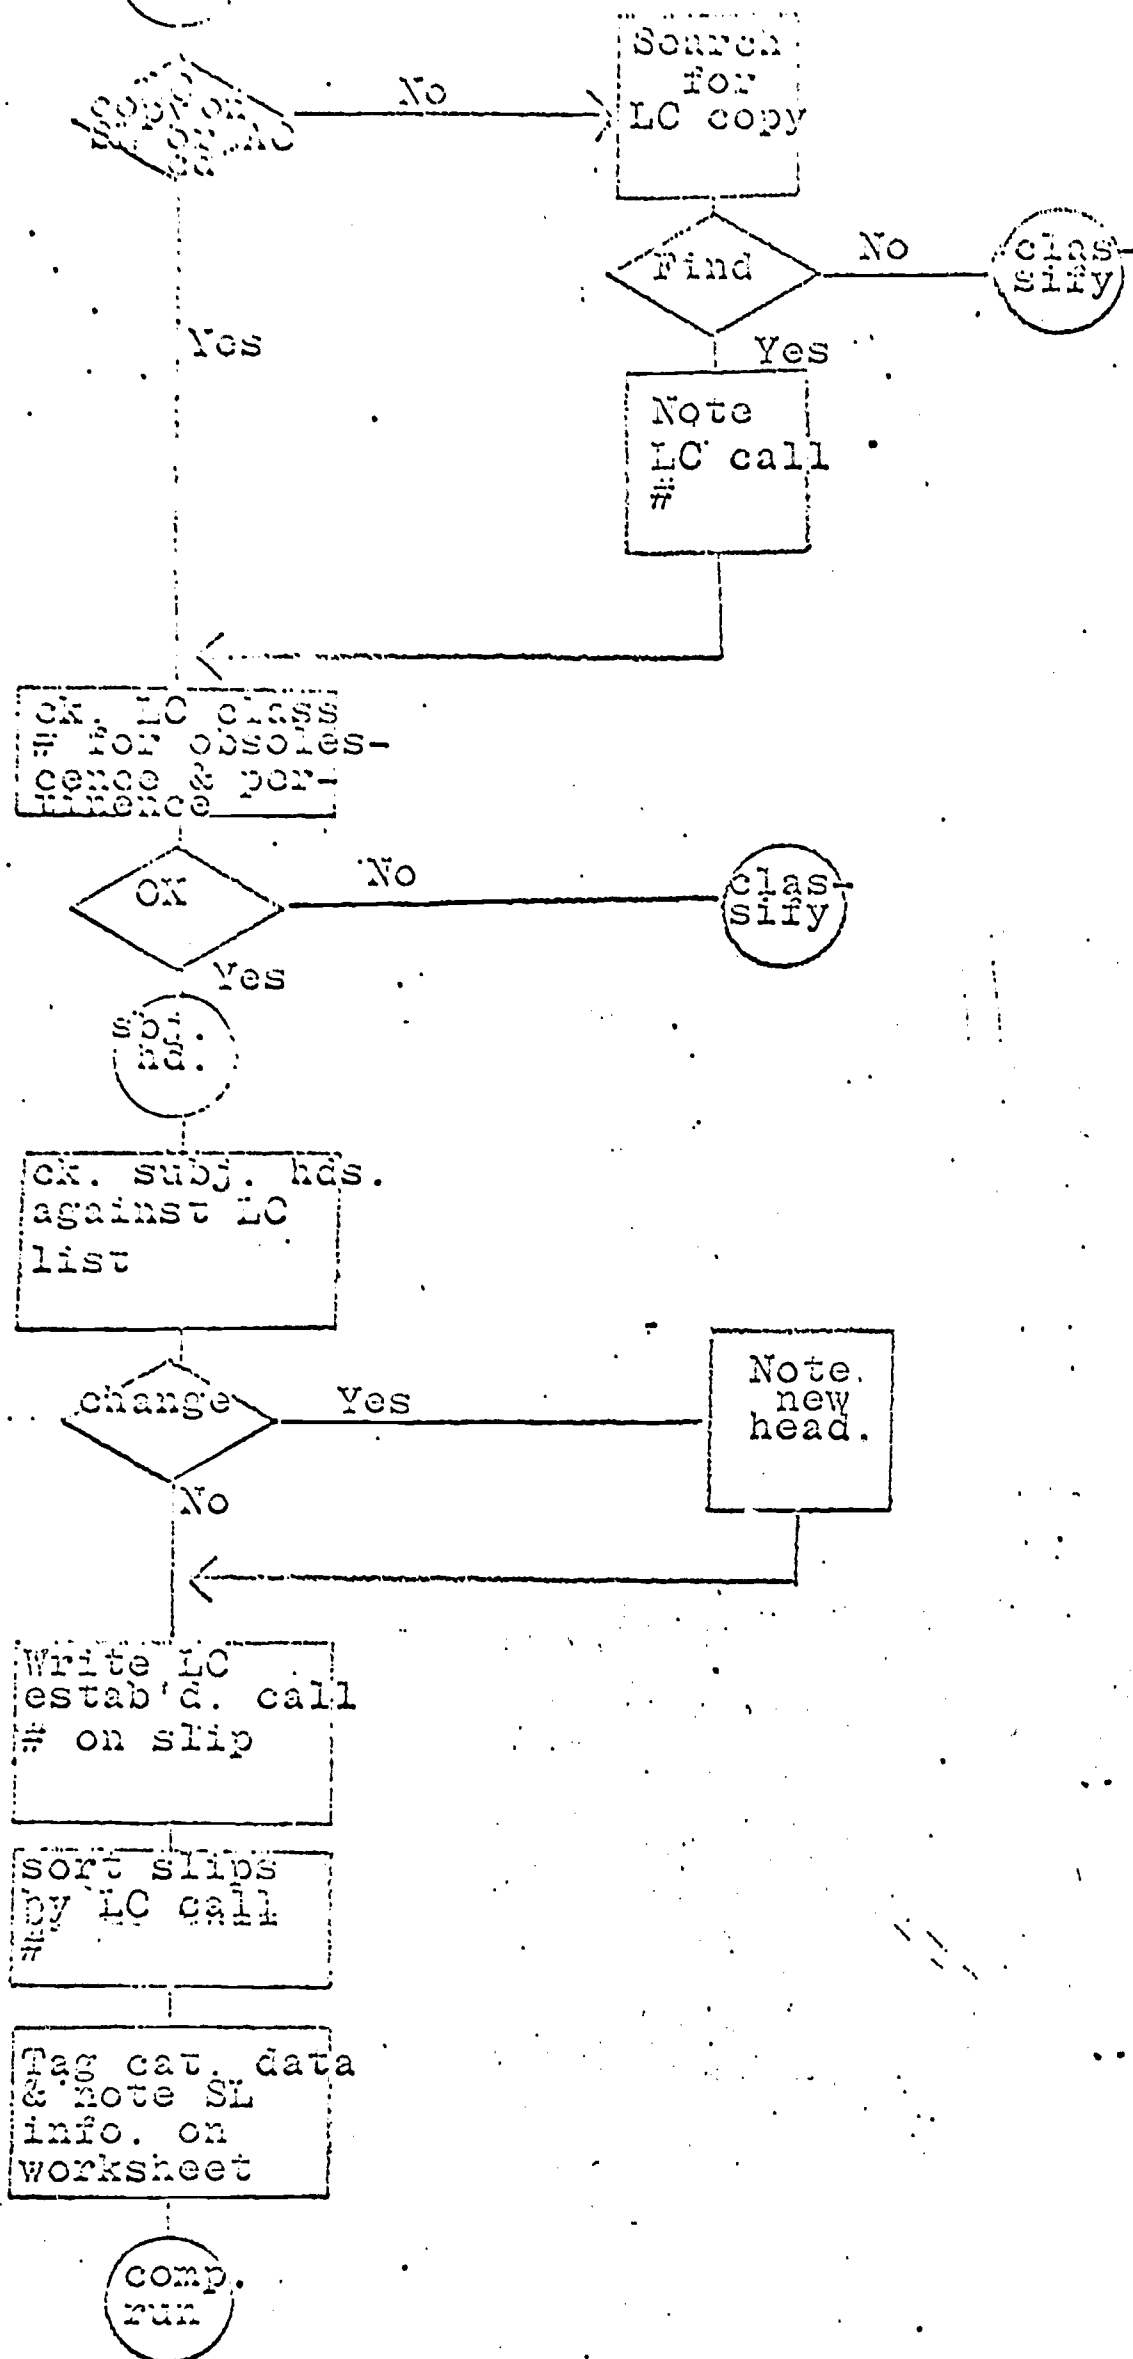 copy on
or
No
Search
for
LC copy
Find
No
clas-
sify
Yes
Yes
Note
LC call
#
ck. LC class
# for obsoles-
cence & per-
OK
No
clas-
sify
Yes
sbj.
hd.
ck. subj. hds.
against LC
list
change
Yes
Note.
new
head.
No
Write LC
estab'd. call
# on slip
sort slips
by LC call
#
Tag cat. data
& note SL
info. on
worksheet
comp.
run